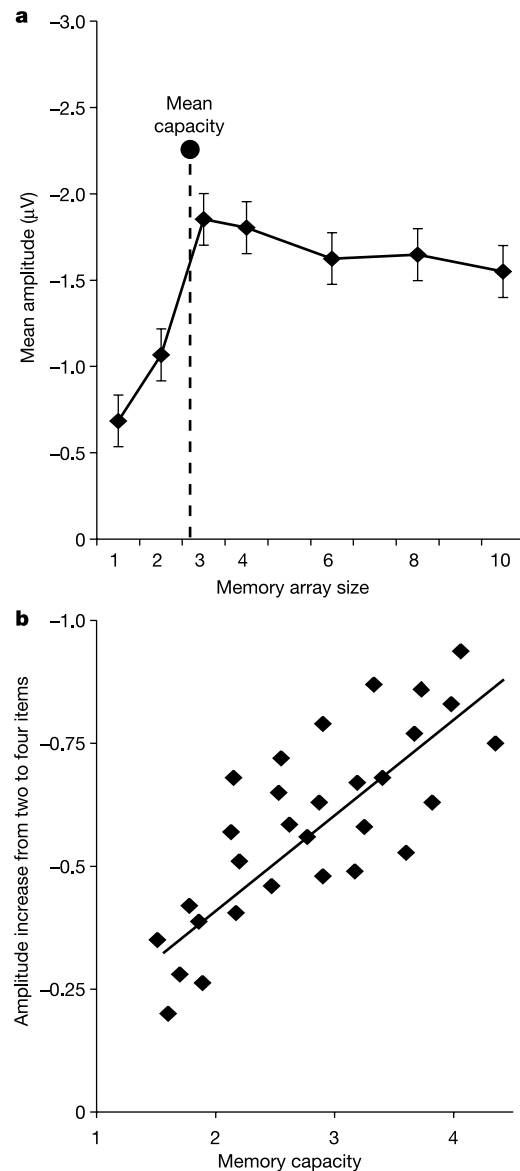 a
–3.0
–2.5
Mean
capacity
–2.0
–1.5
–1.0
–0.5
0
Mean amplitude (μV)
1 2 3 4 6 8 10
Memory array size
b
–1.0
–0.75
–0.5
–0.25
0
Amplitude increase from two to four items
1 2 3 4
Memory capacity